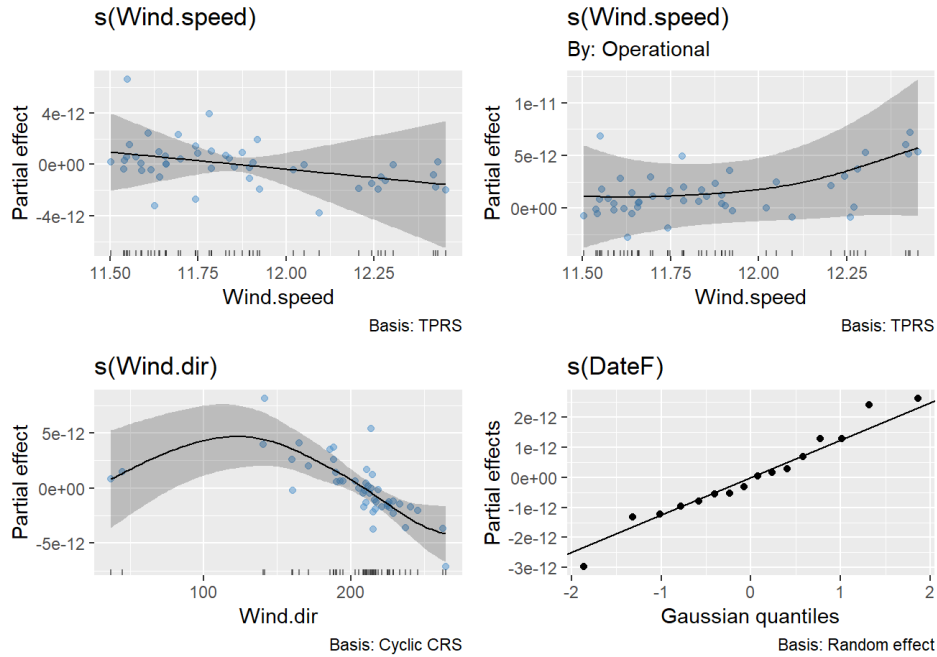 s(Wind.speed)
Partial effect
4e-12
0e+00
-4e-12
11.50 11.75 12.00 12.25
Wind.speed
Basis: TPRS
s(Wind.speed)
By: Operational
Partial effect
1e-11
5e-12
0e+00
11.50 11.75 12.00 12.25
Wind.speed
Basis: TPRS
s(Wind.dir)
Partial effect
5e-12
0e+00
-5e-12
100 200
Wind.dir
Basis: Cyclic CRS
s(DateF)
Partial effects
2e-12
1e-12
0e+00
-1e-12
-2e-12
-3e-12
-2 -1 0 1 2
Gaussian quantiles
Basis: Random effect